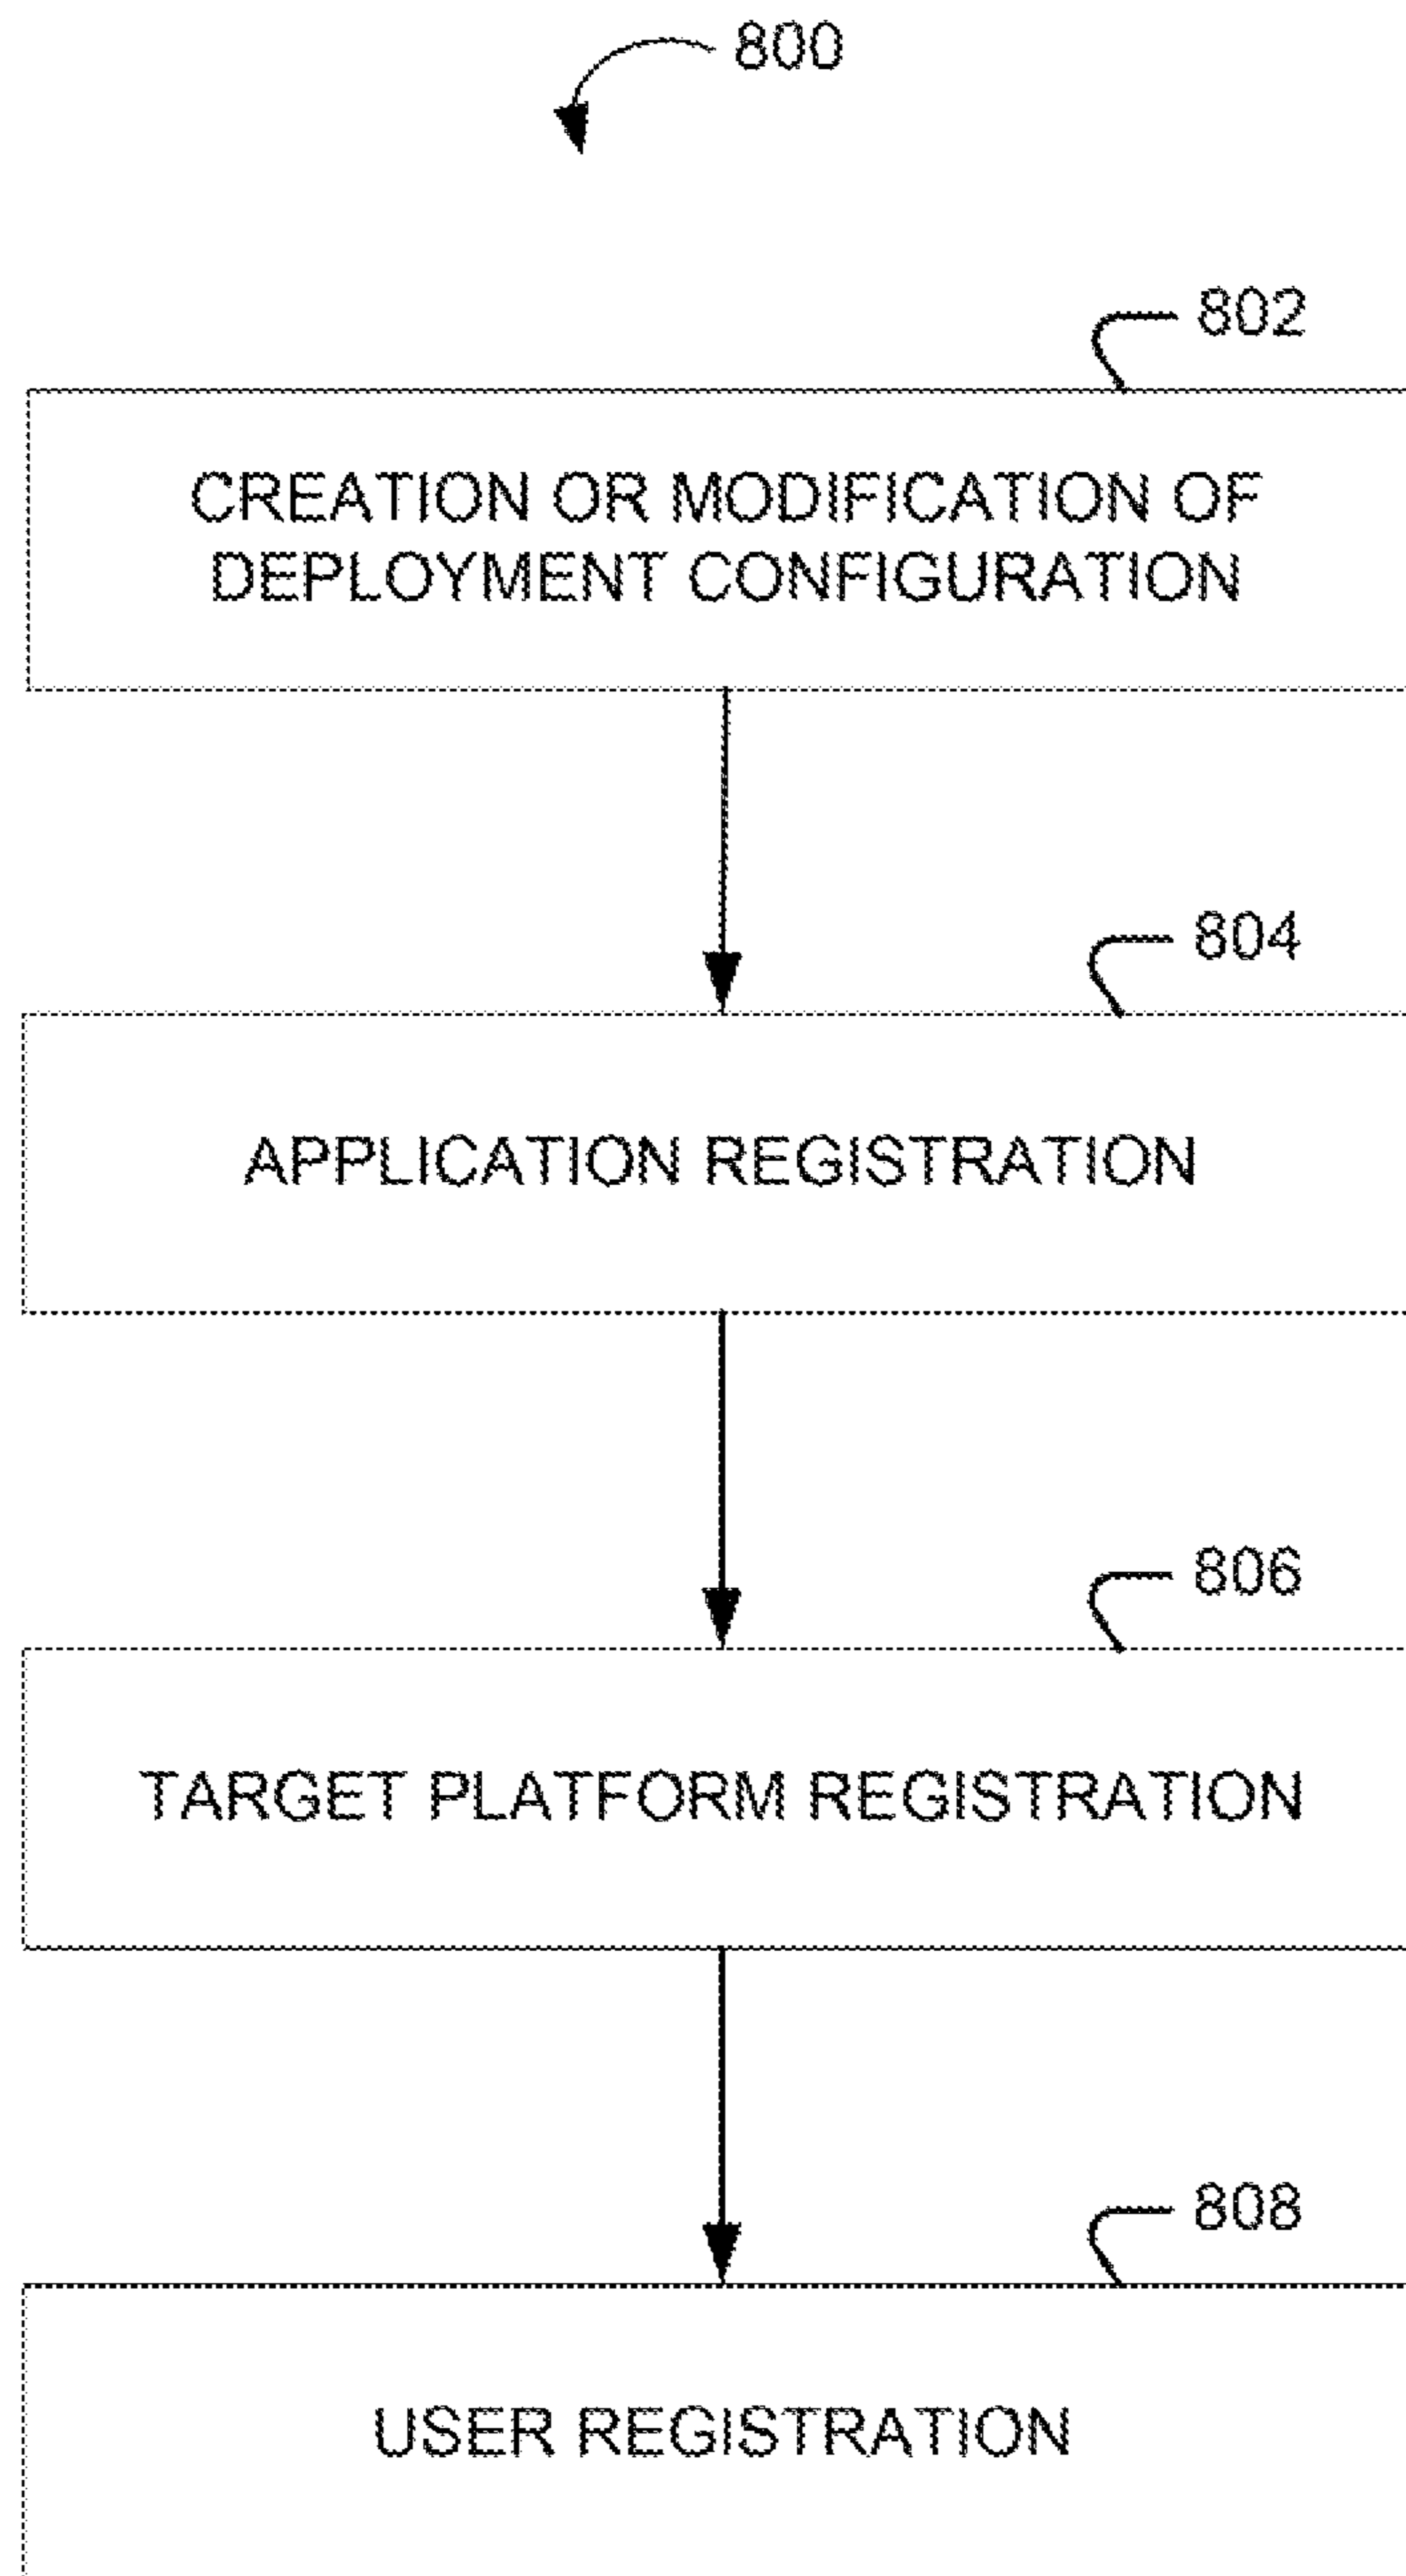 800
802
CREATION OR MODIFICATION OF
DEPLOYMENT CONFIGURATION
804
APPLICATION REGISTRATION
806
TARGET PLATFORM REGISTRATION
808
USER REGISTRATION